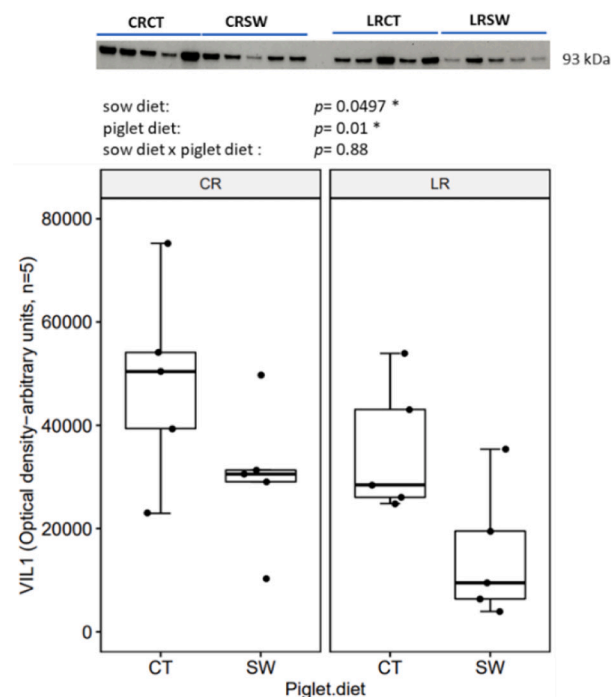 CRCT CRSW LRCT LRSW
93 kDa
sow diet: p= 0.0497 *
piglet diet: p= 0.01 *
sow diet x piglet diet : p= 0.88
CR LR
VIL1 (Optical density−arbitrary units, n=5)
80000
60000
40000
20000
0
CT SW CT SW
Piglet.diet